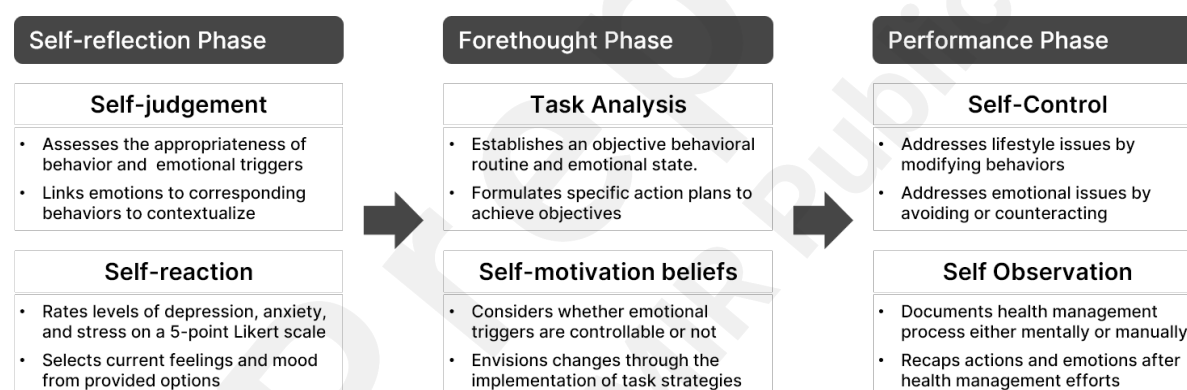 Self-reflection Phase
Self-judgement
• Assesses the appropriateness of
behavior and emotional triggers
• Links emotions to corresponding
behaviors to contextualize
Self-reaction
• Rates levels of depression, anxiety,
and stress on a 5-point Likert scale
• Selects current feelings and mood
from provided options
Forethought Phase
Task Analysis
• Establishes an objective behavioral
routine and emotional state.
• Formulates specific action plans to
achieve objectives
Self-motivation beliefs
• Considers whether emotional
triggers are controllable or not
• Envisions changes through the
implementation of task strategies
Performance Phase
Self-Control
• Addresses lifestyle issues by
modifying behaviors
• Addresses emotional issues by
avoiding or counteracting
Self Observation
• Documents health management
process either mentally or manually
• Recaps actions and emotions after
health management efforts